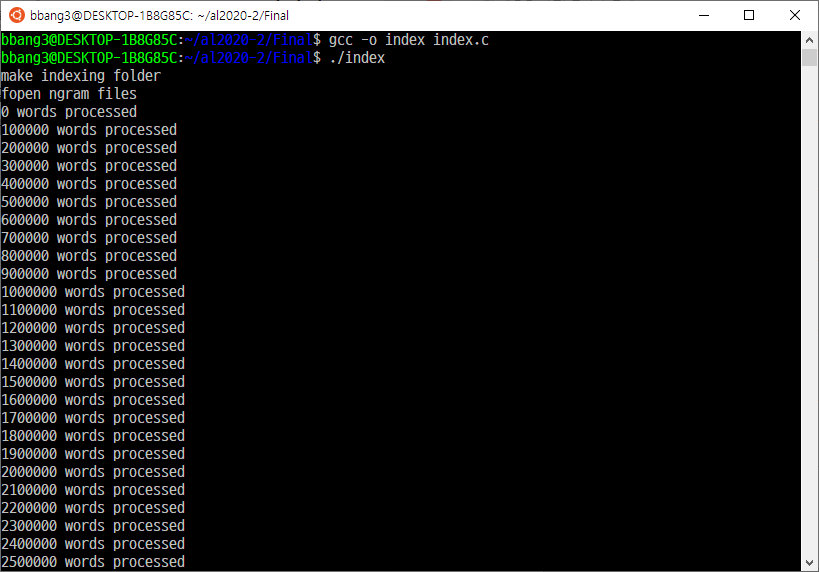 bbang3@DESKTOP-1B8G85C: ~/al2020-2/Final
bbang3@DESKTOP-1B8G85C:~/al2020-2/Final$ gcc -o index index.c
bbang3@DESKTOP-1B8G85C:~/al2020-2/Final$ ./index
make indexing folder
fopen ngram files
0 words processed
100000 words processed
200000 words processed
300000 words processed
400000 words processed
500000 words processed
600000 words processed
700000 words processed
800000 words processed
900000 words processed
1000000 words processed
1100000 words processed
1200000 words processed
1300000 words processed
1400000 words processed
1500000 words processed
1600000 words processed
1700000 words processed
1800000 words processed
1900000 words processed
2000000 words processed
2100000 words processed
2200000 words processed
2300000 words processed
2400000 words processed
2500000 words processed